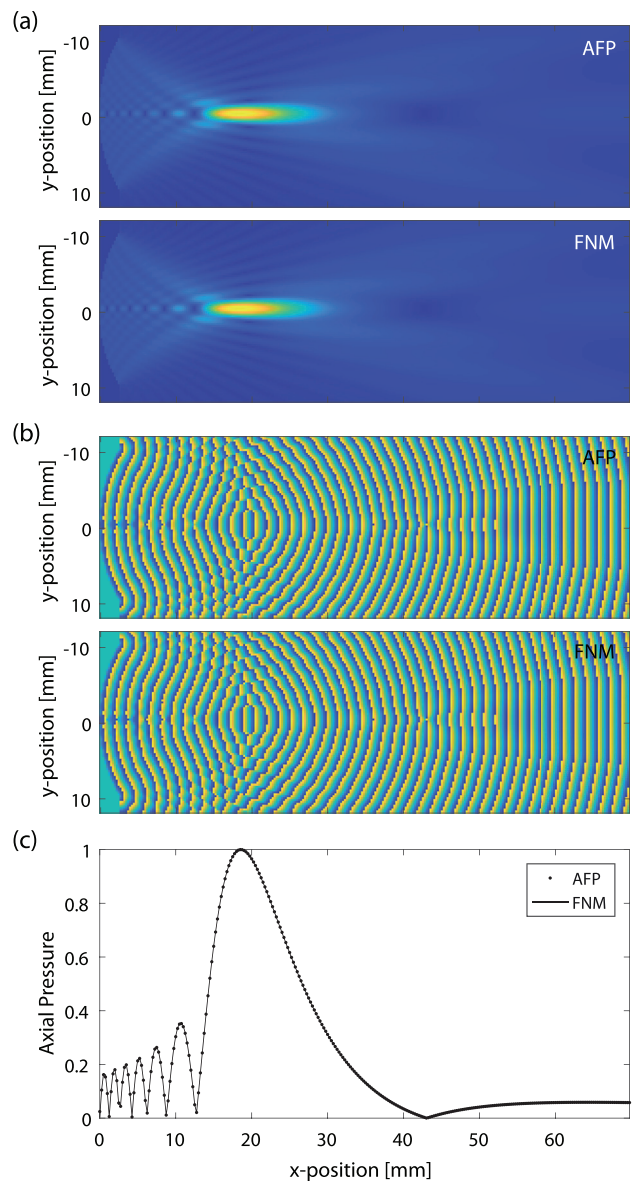 (a)
-10
0
10
y-position [mm]
AFP
-10
0
10
y-position [mm]
FNM
(b)
-10
0
10
y-position [mm]
AFP
-10
0
10
y-position [mm]
FNM
(c)
1
0.8
0.6
0.4
0.2
0
Axial Pressure
AFP
FNM
0 10 20 30 40 50 60
x-position [mm]